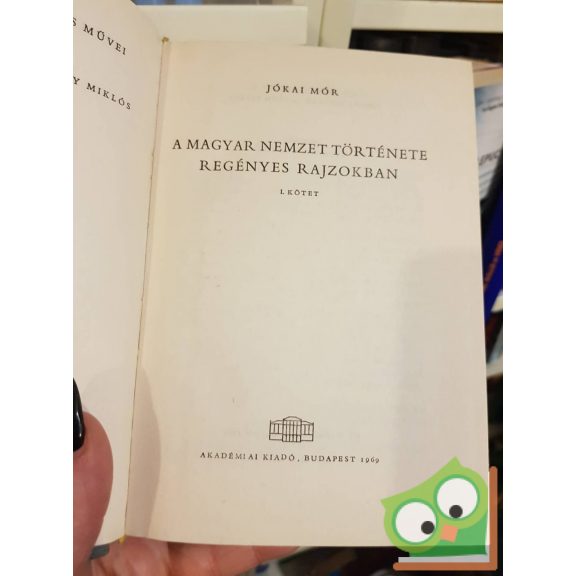 S MŰVEI
Y MIKLÓS
JÓKAI MÓR
A MAGYAR NEMZET TÖRTÉNETE
REGÉNYES RAJZOKBAN
I. KÖTET
AKADÉMIAI KIADÓ, BUDAPEST 1969